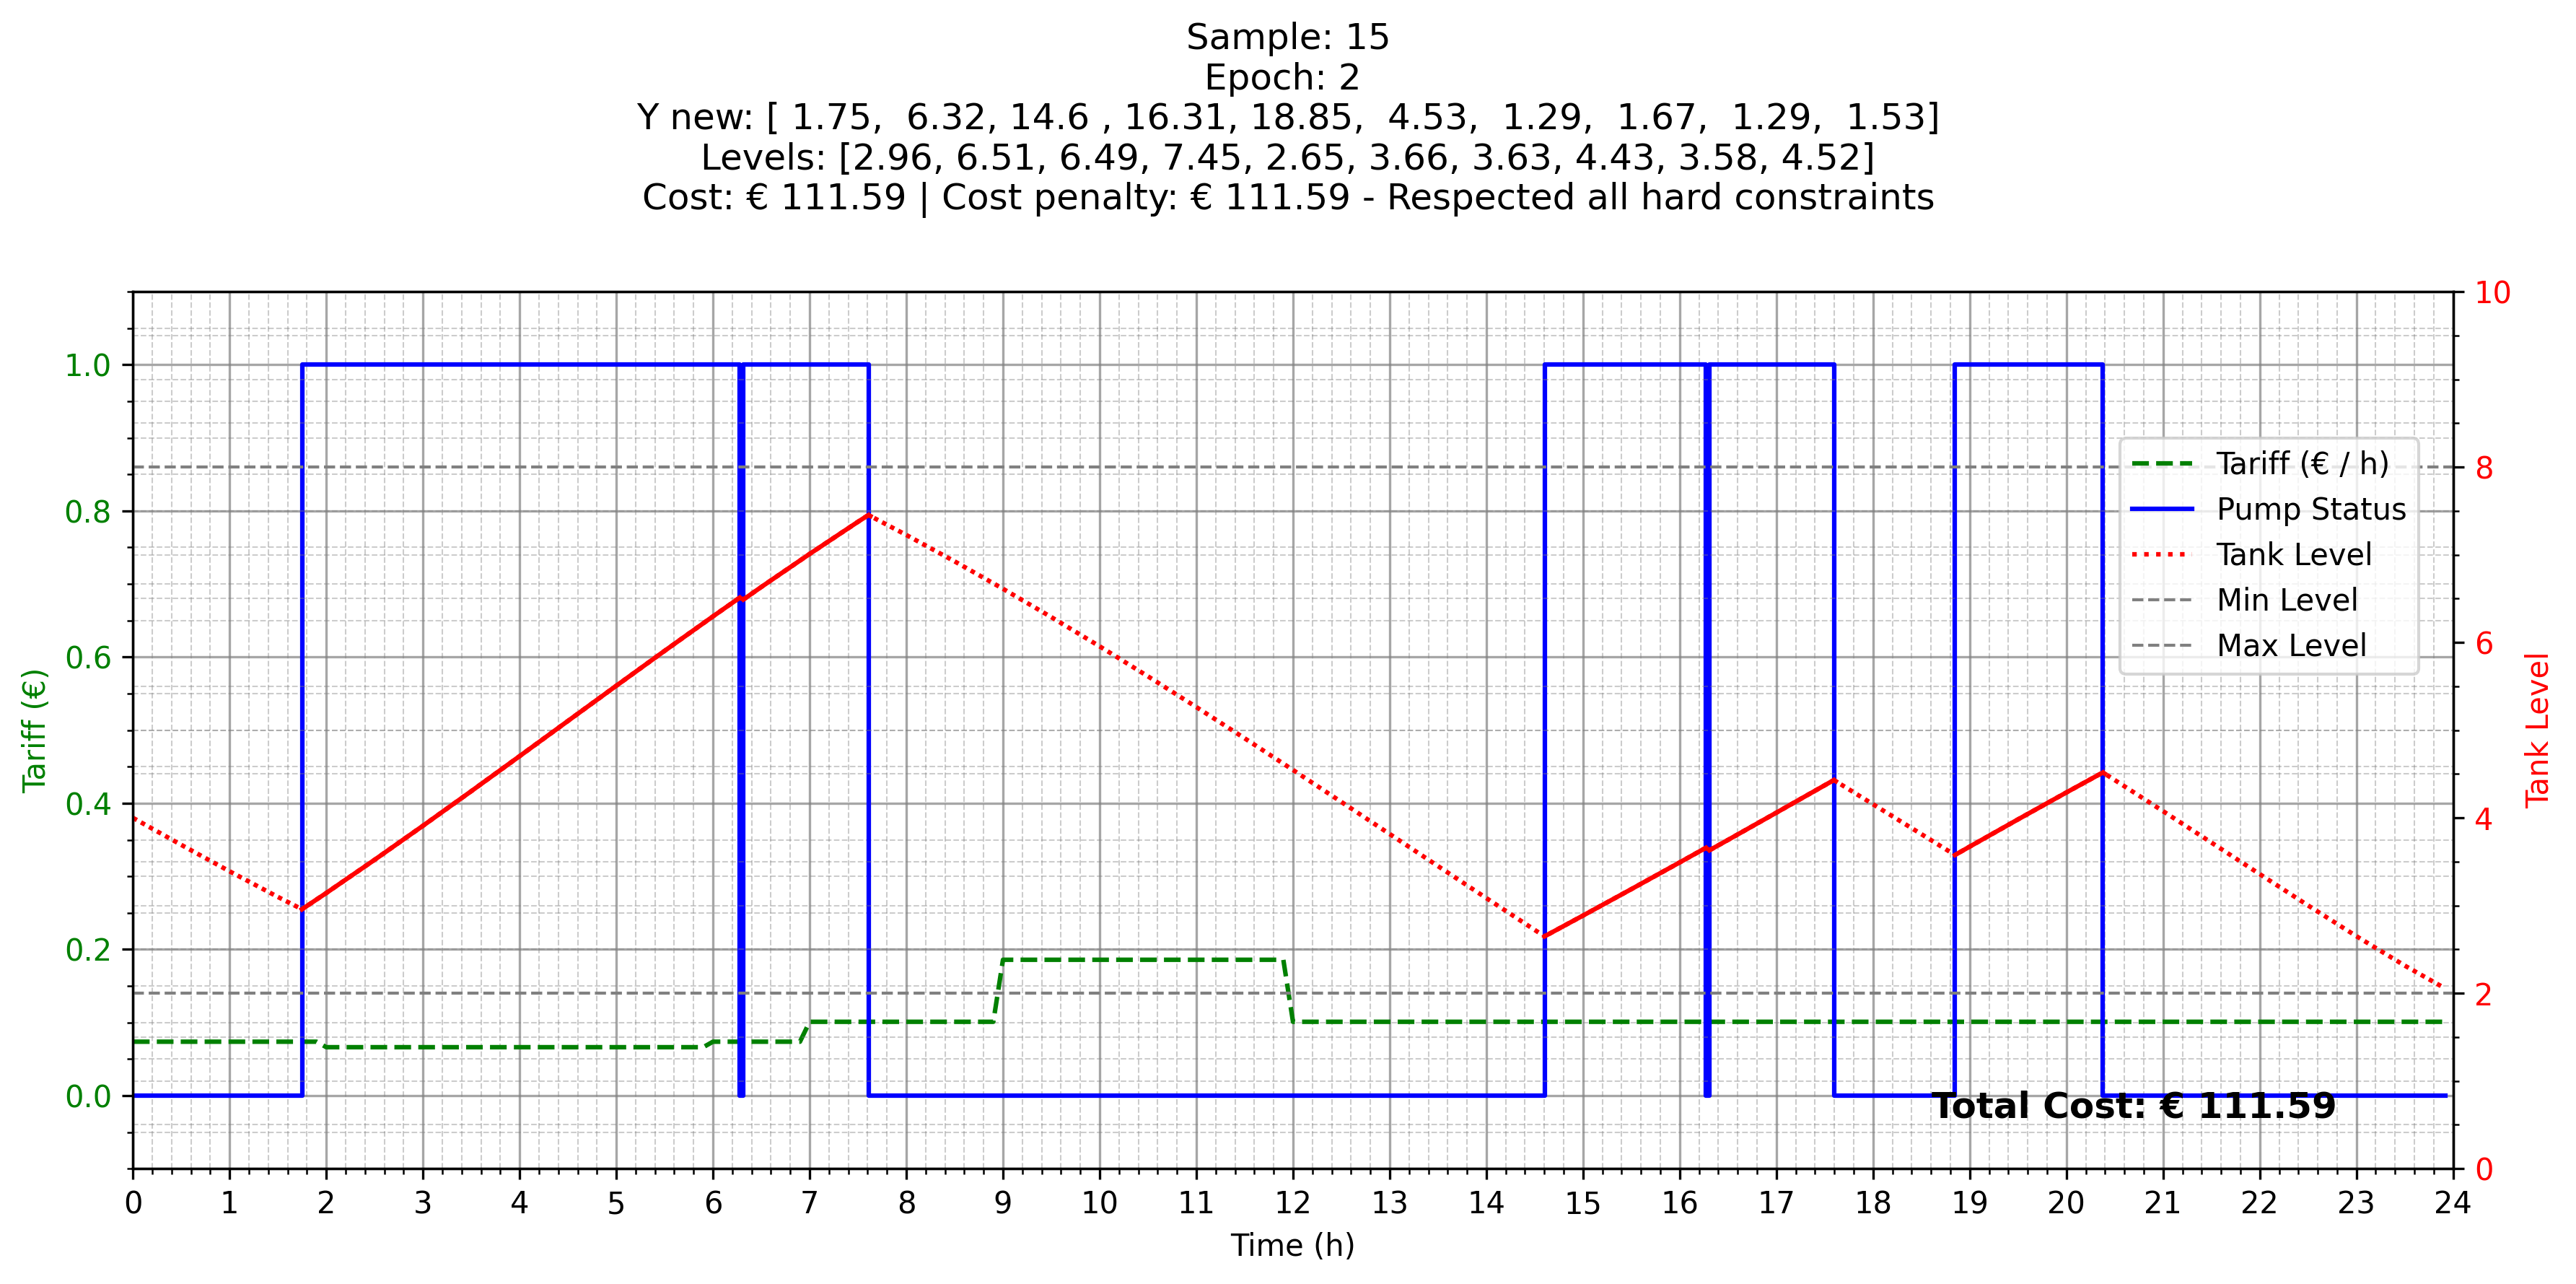 Sample: 15
Epoch: 2
Y new: [ 1.75,  6.32, 14.6 , 16.31, 18.85,  4.53,  1.29,  1.67,  1.29,  1.53]
Levels: [2.96, 6.51, 6.49, 7.45, 2.65, 3.66, 3.63, 4.43, 3.58, 4.52]
Cost: € 111.59 | Cost penalty: € 111.59 - Respected all hard constraints
1.0
0.8
0.6
0.4
0.2
0.0
Tariff (€)
10
8
6
4
2
0
Tank Level
Tariff (€ / h)
Pump Status
Tank Level
Min Level
Max Level
Total Cost: € 111.59
0 1 2 3 4 5 6 7 8 9 10 11 12 13 14 15 16 17 18 19 20 21 22 23 24
Time (h)